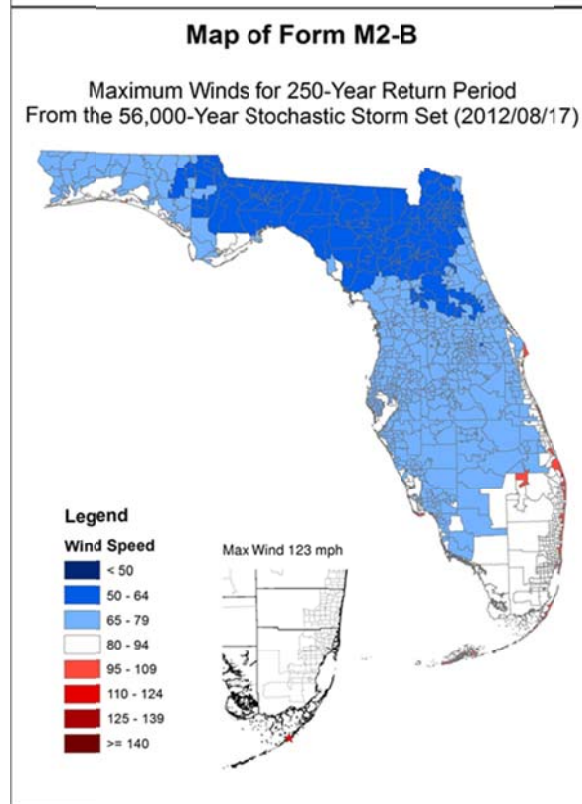 Map of Form M2-B
Maximum Winds for 250-Year Return Period
From the 56,000-Year Stochastic Storm Set (2012/08/17)
Legend
Wind Speed
< 50
50 - 64
65 - 79
80 - 94
95 - 109
110 - 124
125 - 139
>= 140
Max Wind 123 mph